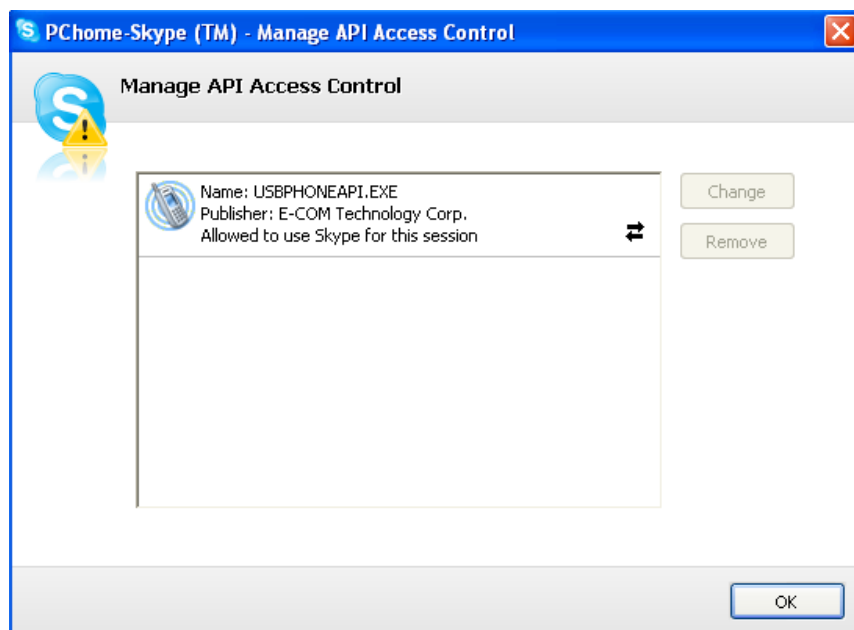 PChome-Skype (TM) - Manage API Access Control
Manage API Access Control
Name: USBPHONEAPI.EXE
Publisher: E-COM Technology Corp.
Allowed to use Skype for this session
Change
Remove
OK